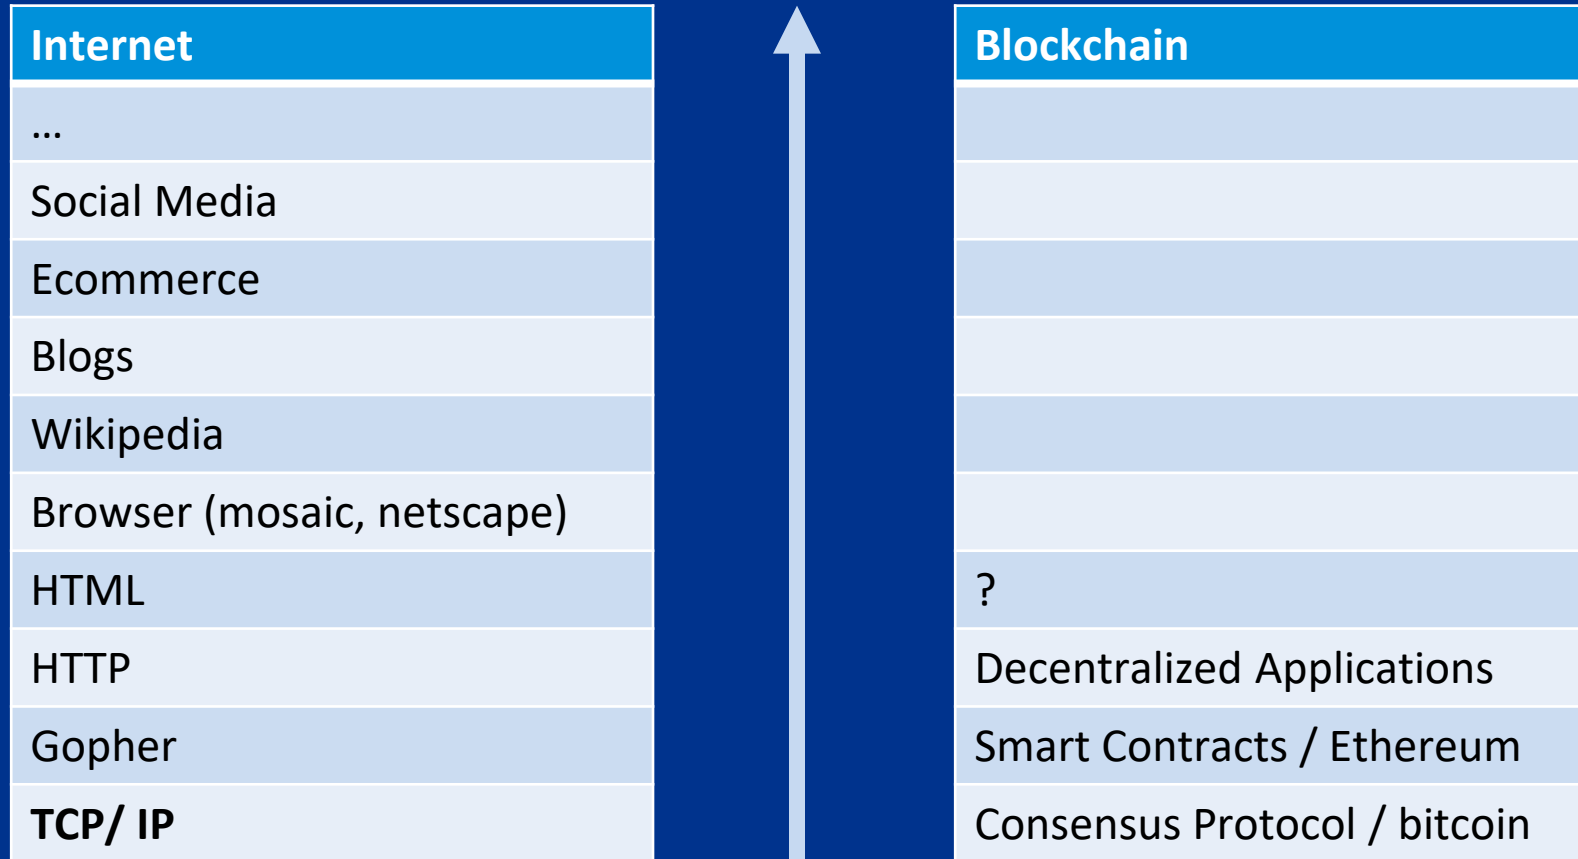 Internet
...
Social Media
Ecommerce
Blogs
Wikipedia
Browser (mosaic, netscape)
HTML
HTTP
Gopher
TCP/ IP
Blockchain
?
Decentralized Applications
Smart Contracts / Ethereum
Consensus Protocol / bitcoin